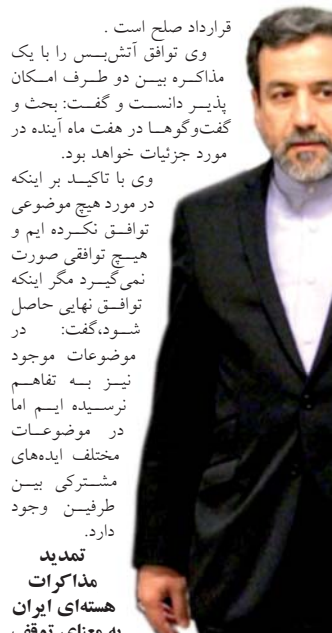 قرارداد صلح است .
وی توافق آتش‌بس را با یک
مذاکره بین دو طرف امکان
پذیر دانست و گفت: بحث و
گفت‌وگوها در هفت ماه آینده در
مورد جزئیات خواهد بود.
وی با تاکید بر اینکه
در مورد هیچ موضوعی
توافق نکرده ایم و
هیچ توافقی صورت
نمی‌گیرد مگر اینکه
توافق نهایی حاصل
شود،گفت: در
موضوعات موجود
نیز به تفاهم
نرسیده ایم اما
در موضوعات
مختلف ایده‌های
مشترکی بین
طرفین وجود
دارد.
تمدید
مذاکرات
هسته‌ای ایران
به معنای توقف